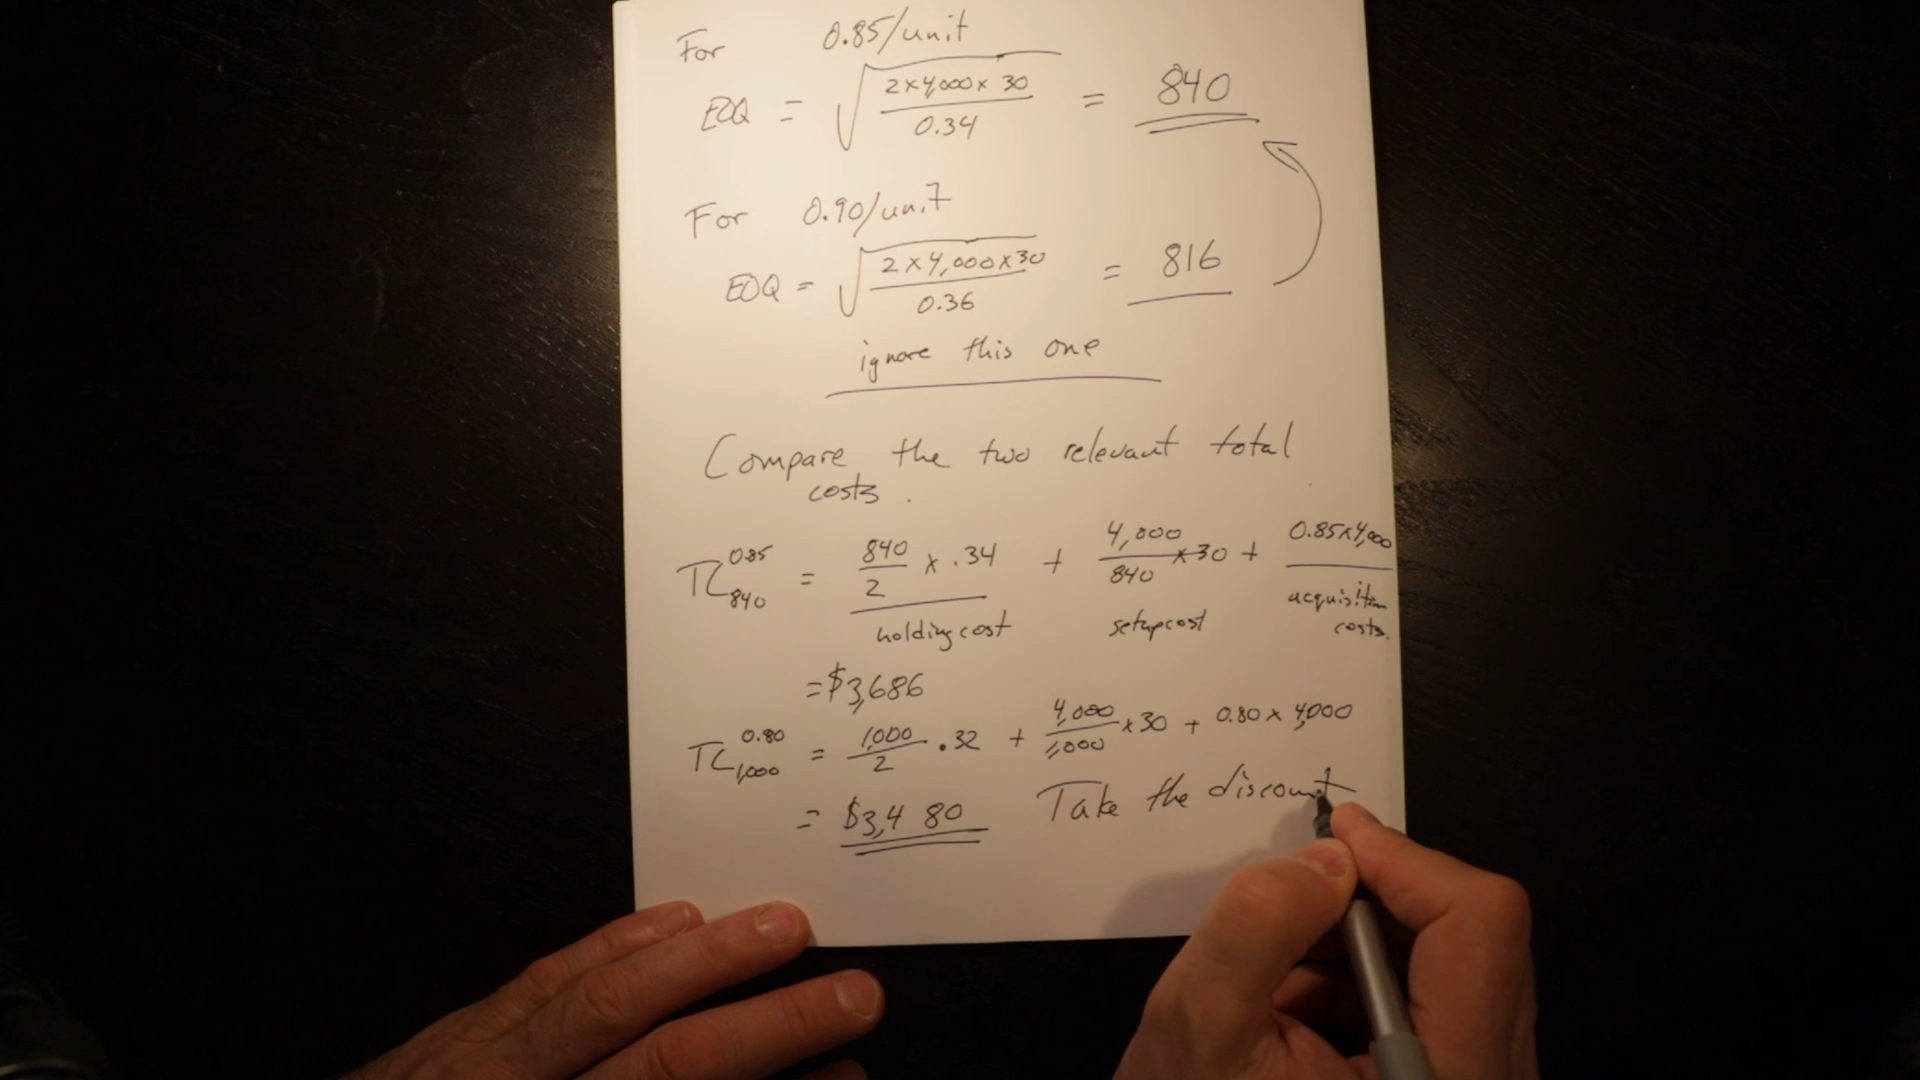 For 0.85/unit
EOQ = √ 2×4,000×30 / 0.34 = 840
For 0.90/unit
EOQ = √ 2×4,000×30 / 0.36 = 816
ignore this one
Compare the two relevant total
costs.
TC 0.85 840 = 840/2 × .34 + 4,000/840 ×30 + 0.85×4,000
holding cost setup cost acquisition
costs.
= $3,686
TC 0.80 1,000 = 1,000/2 • .32 + 4,000/1,000 ×30 + 0.80 × 4,000
= $3,480 Take the discount